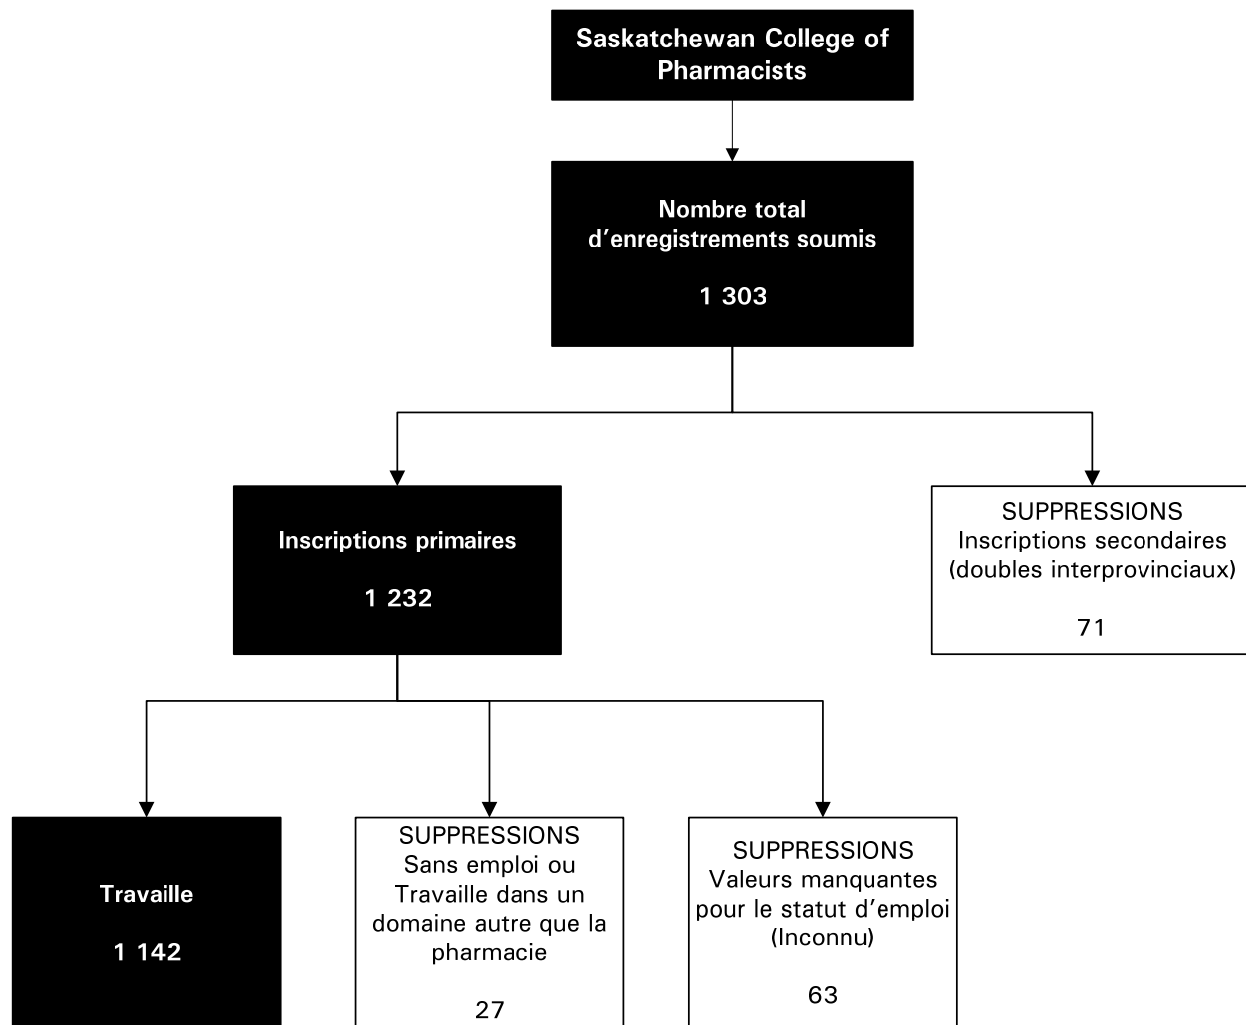 Saskatchewan College of
Pharmacists
Nombre total
d'enregistrements soumis
1 303
Inscriptions primaires
1 232
SUPPRESSIONS
Inscriptions secondaires
(doubles interprovinciaux)
71
Travaille
1 142
SUPPRESSIONS
Sans emploi ou
Travaille dans un
domaine autre que la
pharmacie
27
SUPPRESSIONS
Valeurs manquantes
pour le statut d'emploi
(Inconnu)
63